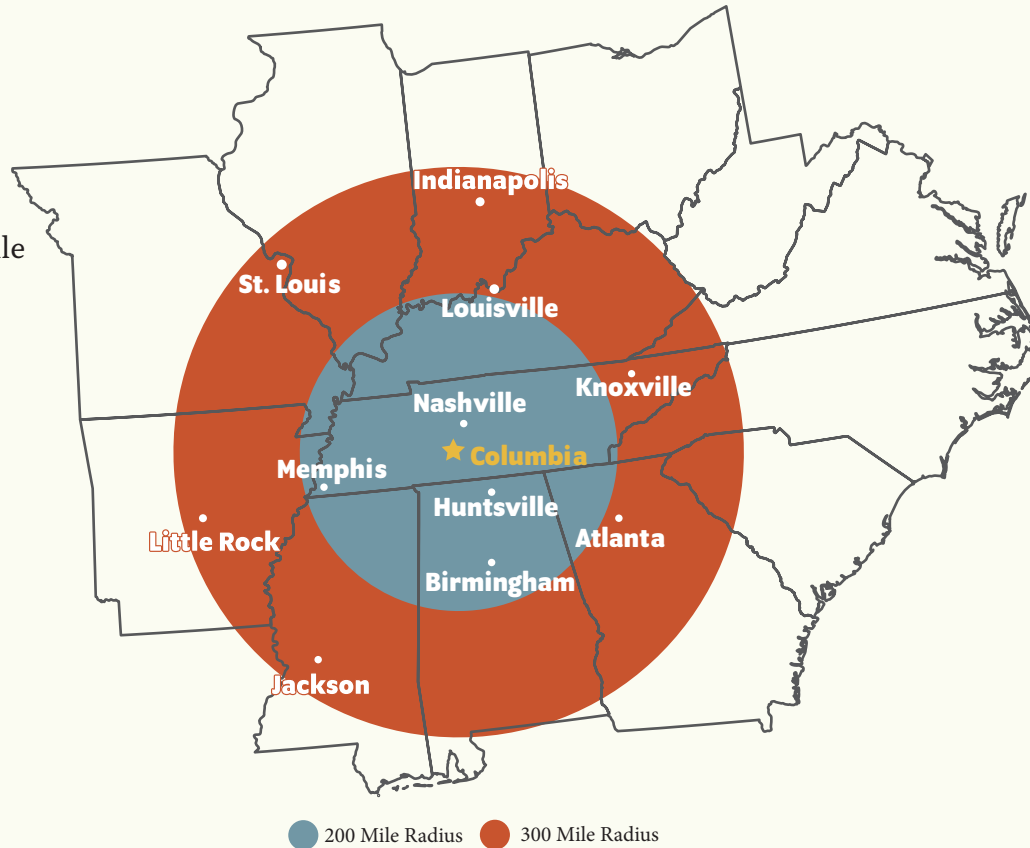 Indianapolis
le
St. Louis
Louisville
Knoxville
Nashville
Columbia
Memphis
Huntsville
Little Rock
Atlanta
Birmingham
Jackson
200 Mile Radius
300 Mile Radius